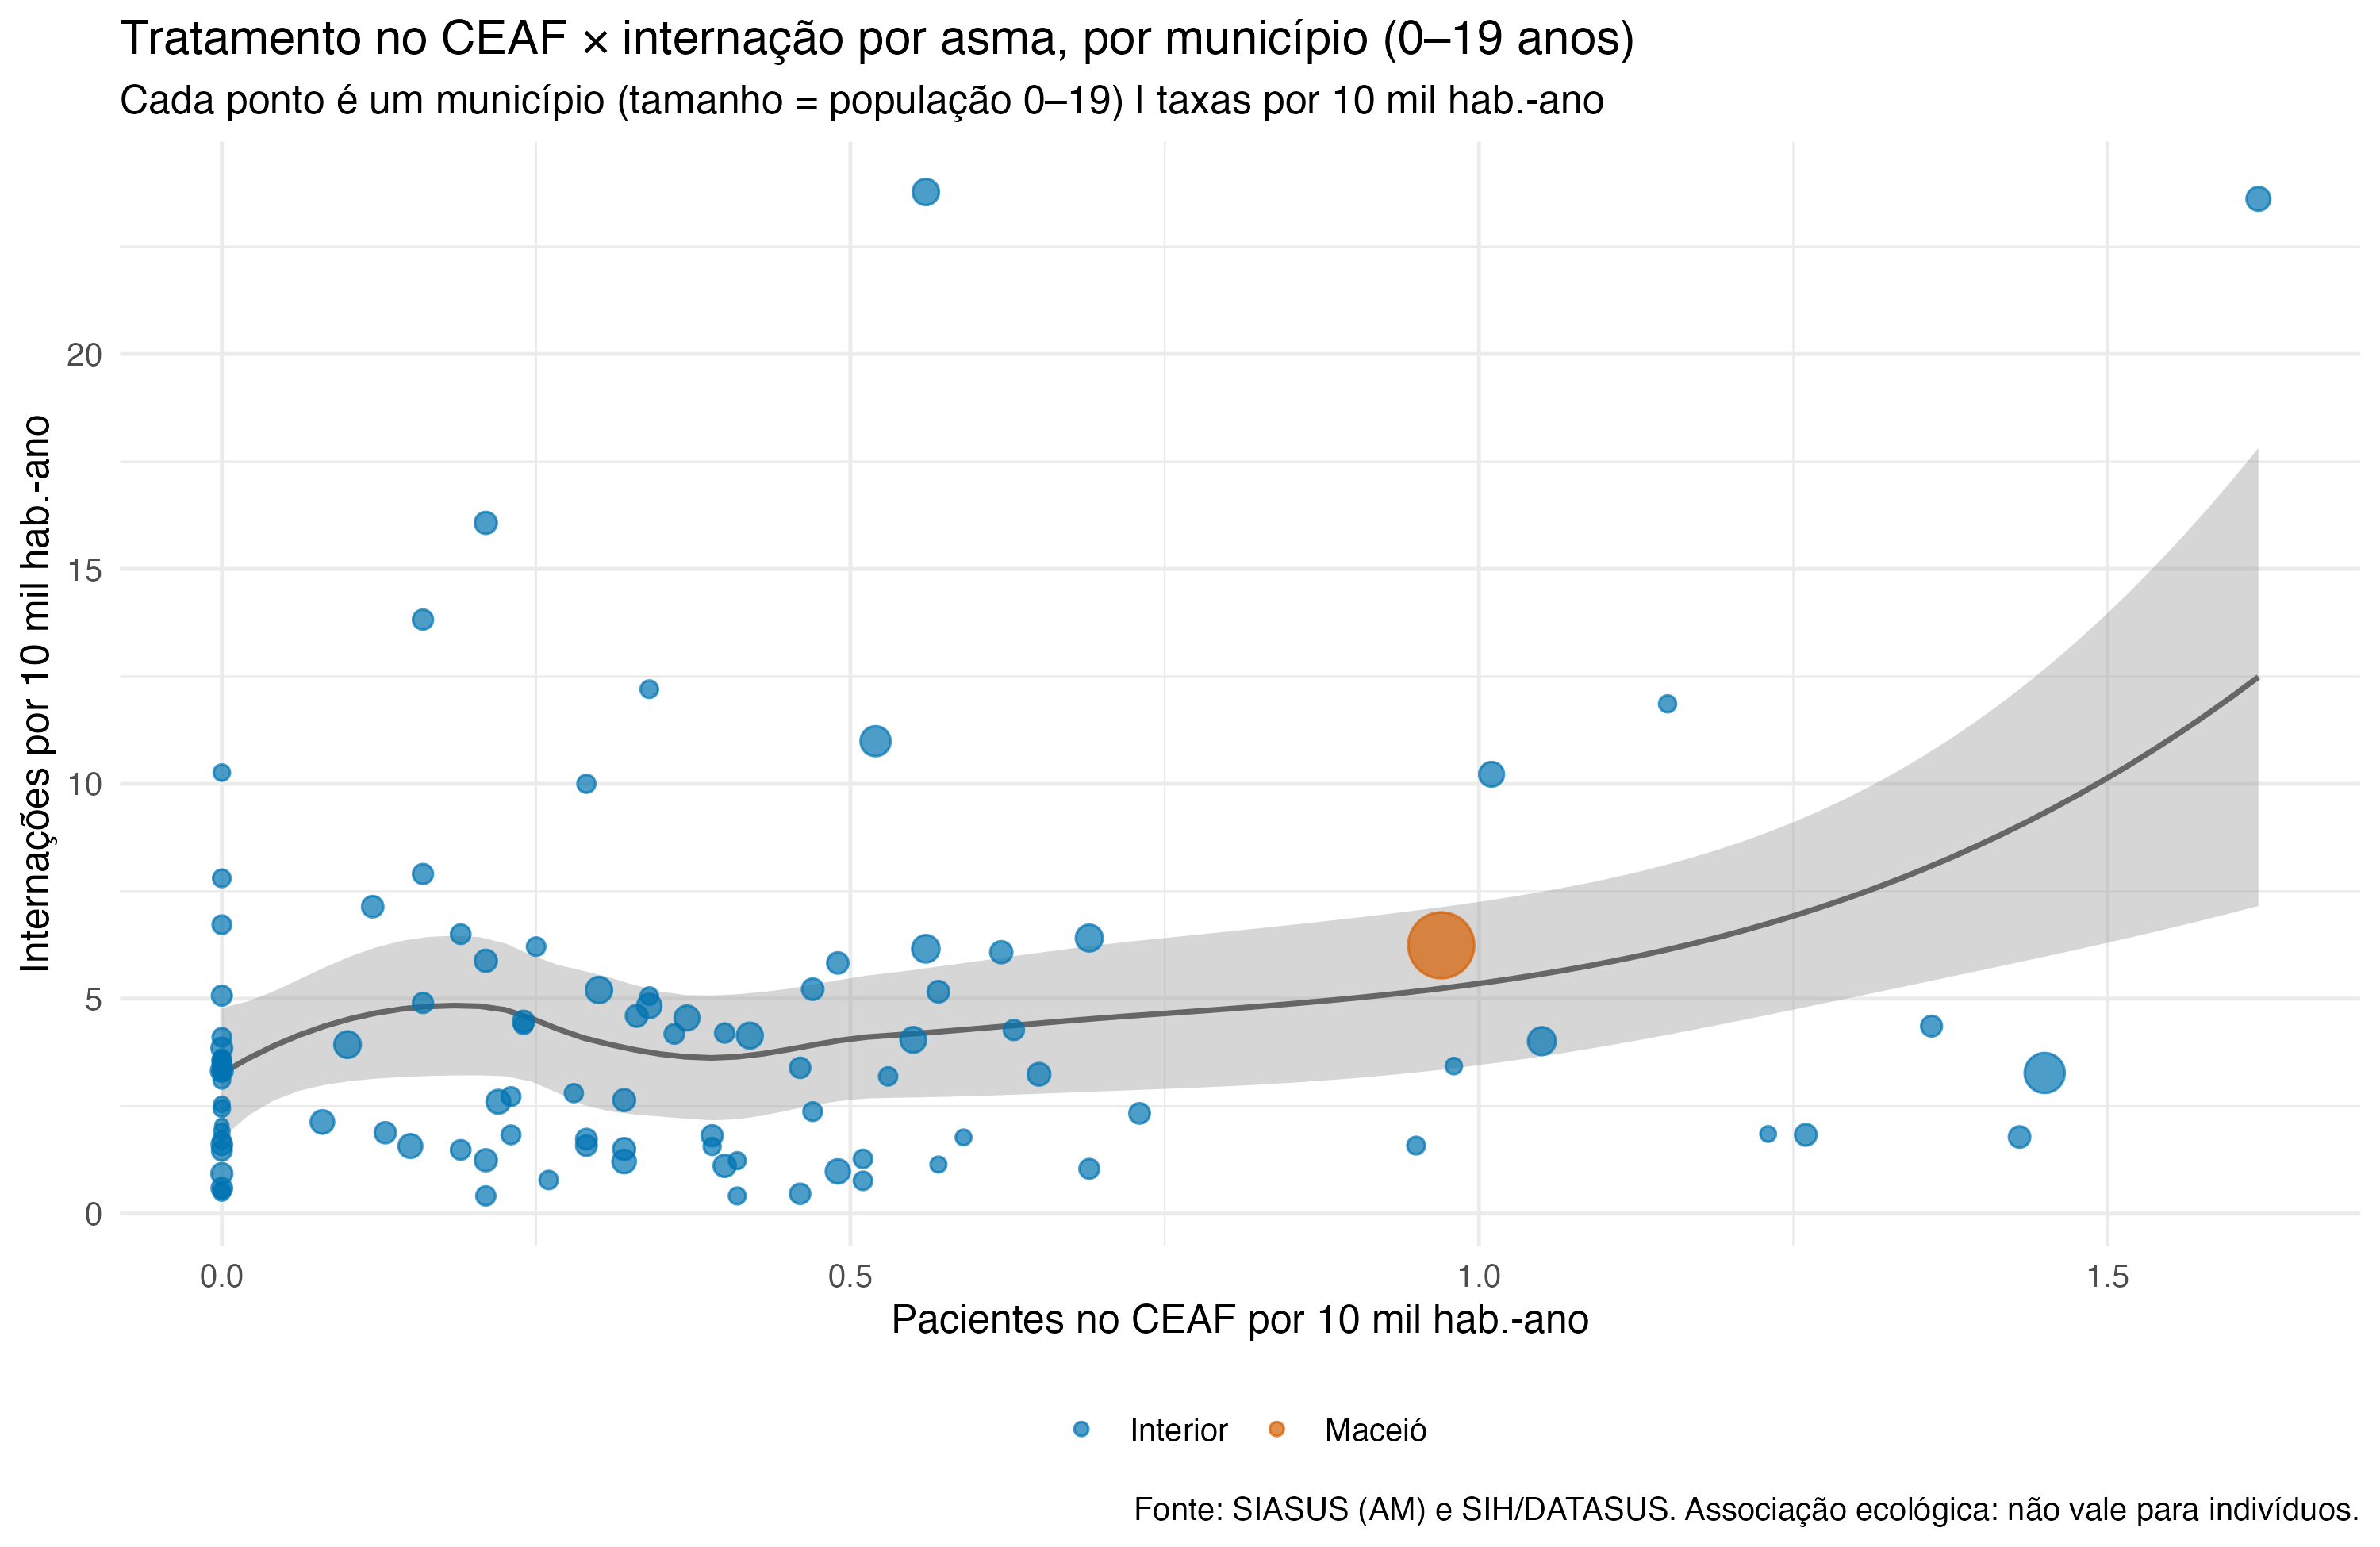 Tratamento no CEAF × internação por asma, por município (0–19 anos)
Cada ponto é um município (tamanho = população 0–19) | taxas por 10 mil hab.-ano
Internações por 10 mil hab.-ano
20
15
10
5
0
0.0
0.5
1.0
1.5
Pacientes no CEAF por 10 mil hab.-ano
Interior
Maceió
Fonte: SIASUS (AM) e SIH/DATASUS. Associação ecológica: não vale para indivíduos.